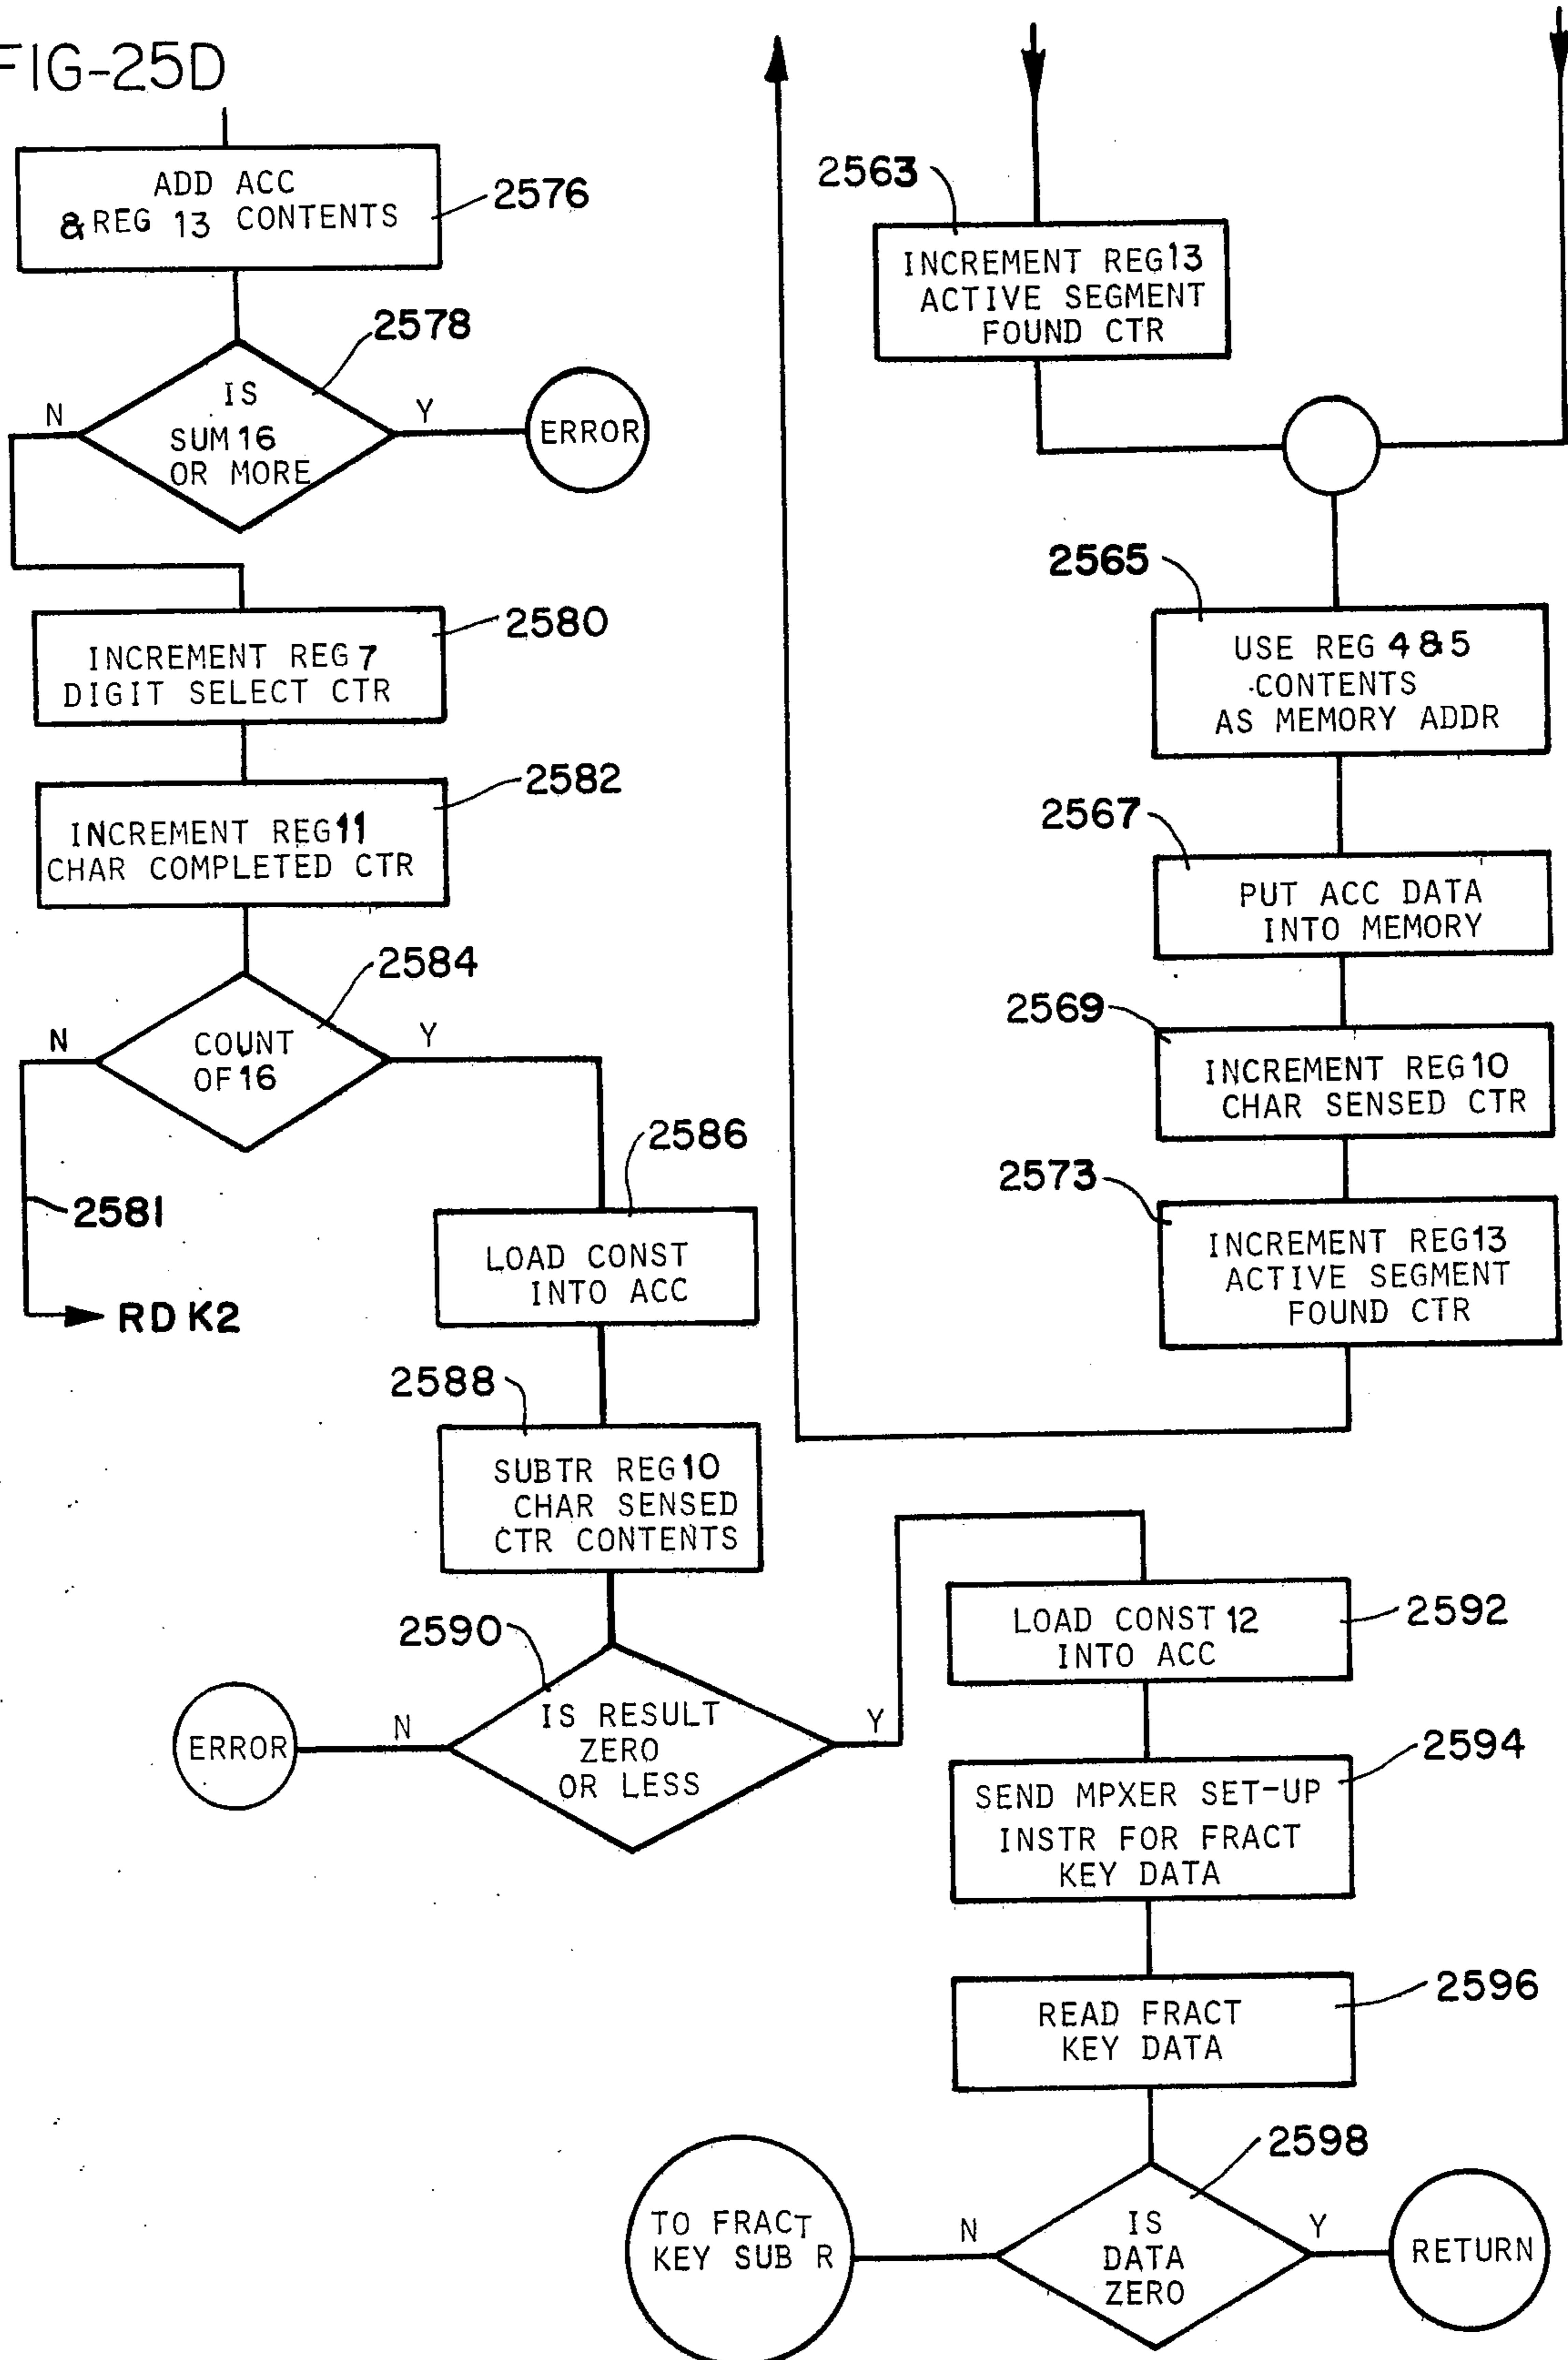 FIG-25D
ADD ACC
& REG 13 CONTENTS
2576
2578
IS
SUM 16
OR MORE
N
Y
ERROR
INCREMENT REG 7
DIGIT SELECT CTR
2580
INCREMENT REG 11
CHAR COMPLETED CTR
2582
2584
COUNT
OF 16
N
Y
2581
RD K2
2586
LOAD CONST
INTO ACC
2588
SUBTR REG 10
CHAR SENSED
CTR CONTENTS
2590
IS RESULT
ZERO
OR LESS
N
Y
ERROR
2563
INCREMENT REG 13
ACTIVE SEGMENT
FOUND CTR
2565
USE REG 4 & 5
CONTENTS
AS MEMORY ADDR
2567
PUT ACC DATA
INTO MEMORY
2569
INCREMENT REG 10
CHAR SENSED CTR
2573
INCREMENT REG 13
ACTIVE SEGMENT
FOUND CTR
LOAD CONST 12
INTO ACC
2592
SEND MPXER SET-UP
INSTR FOR FRACT
KEY DATA
2594
READ FRACT
KEY DATA
2596
2598
IS
DATA
ZERO
N
Y
TO FRACT
KEY SUB R
RETURN